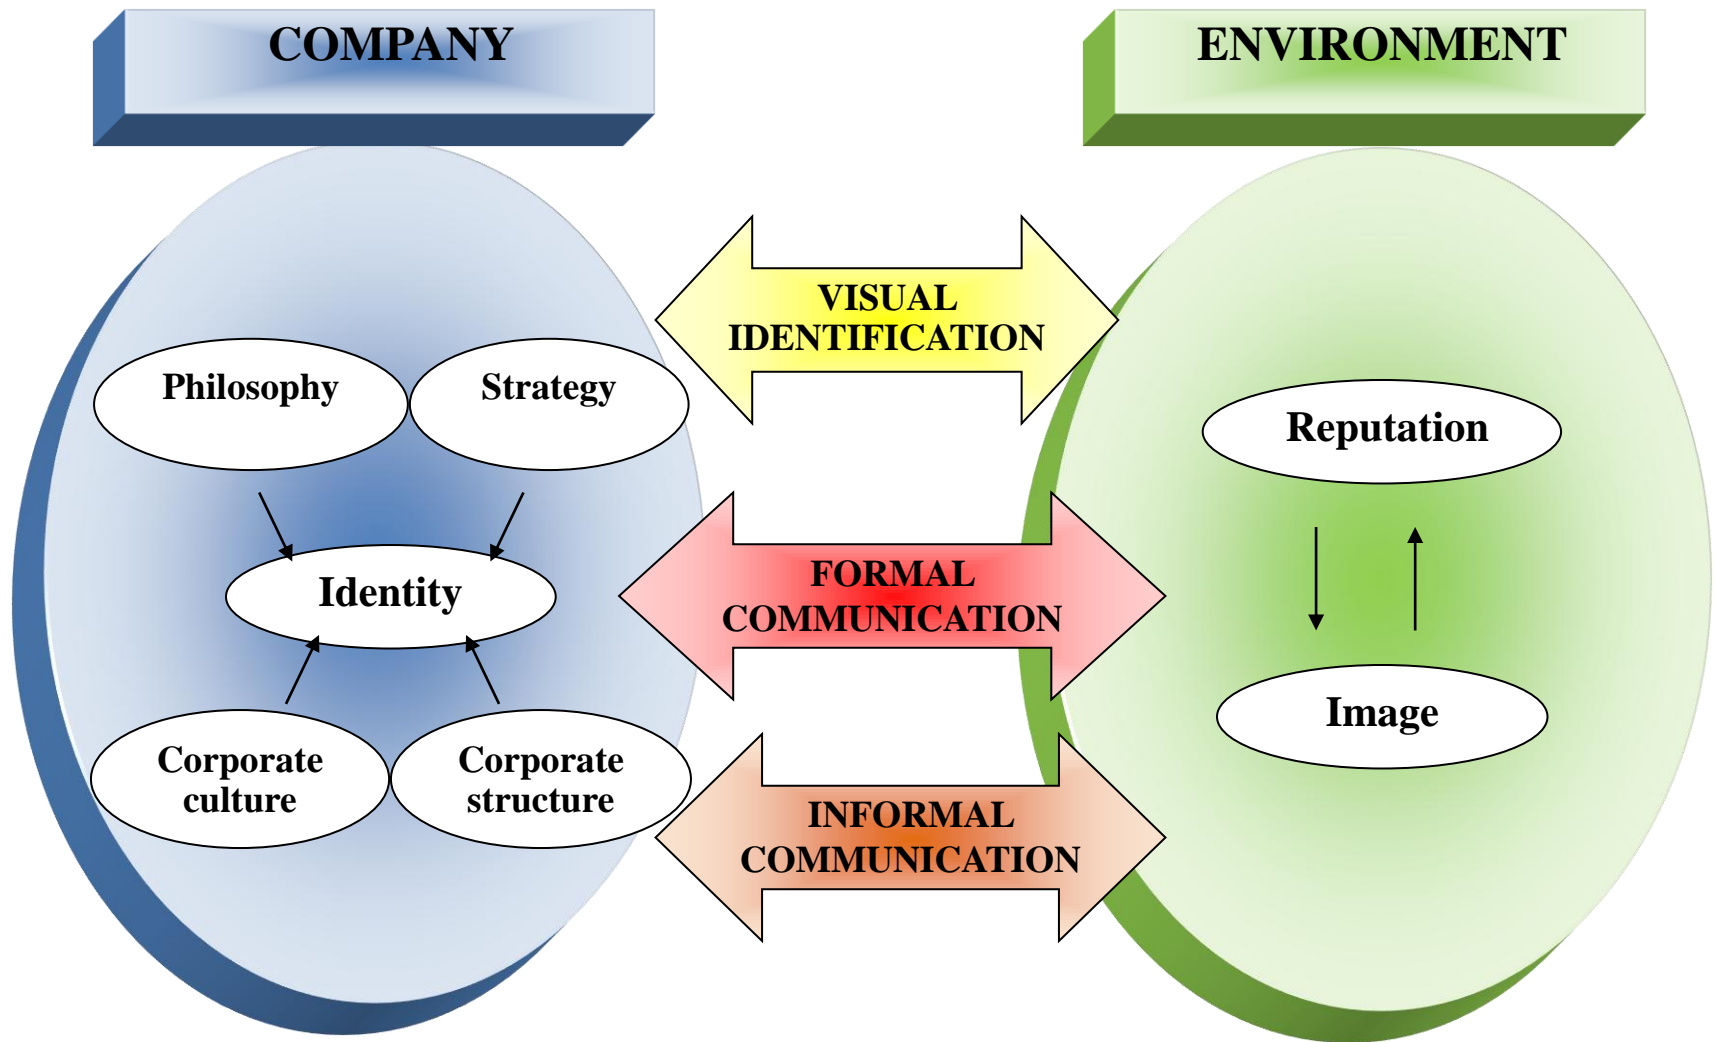 COMPANY
ENVIRONMENT
VISUAL
IDENTIFICATION
Philosophy
Strategy
Reputation
Identity
FORMAL
COMMUNICATION
Image
Corporate
culture
Corporate
structure
INFORMAL
COMMUNICATION